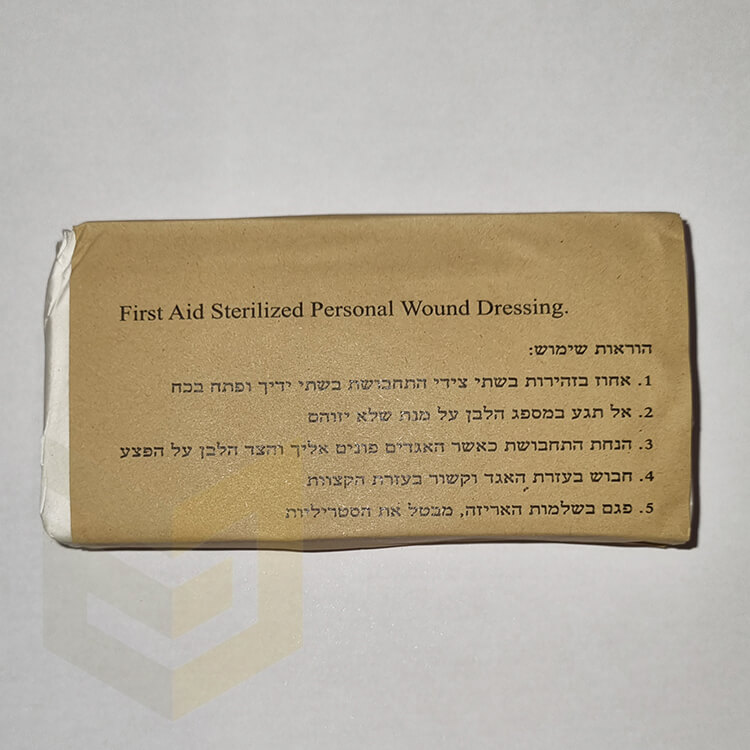 First Aid Sterilized Personal Wound Dressing.
הוראות שימוש:
1. אחוז בזהירות בשתי צידי התחבושת בשתי ידיך ופתח בכח
2. אל תגע במספג הלבן על מנת שלא יזוהם
3. הנחת התחבושת כאשר האגדים פונים אליך והצד הלבן על הפצע
4. חבוש בעזרת האגד וקשור בעזרת הקצוות
5. פגם בשלמות האריזה, מבטל את הסטריליות